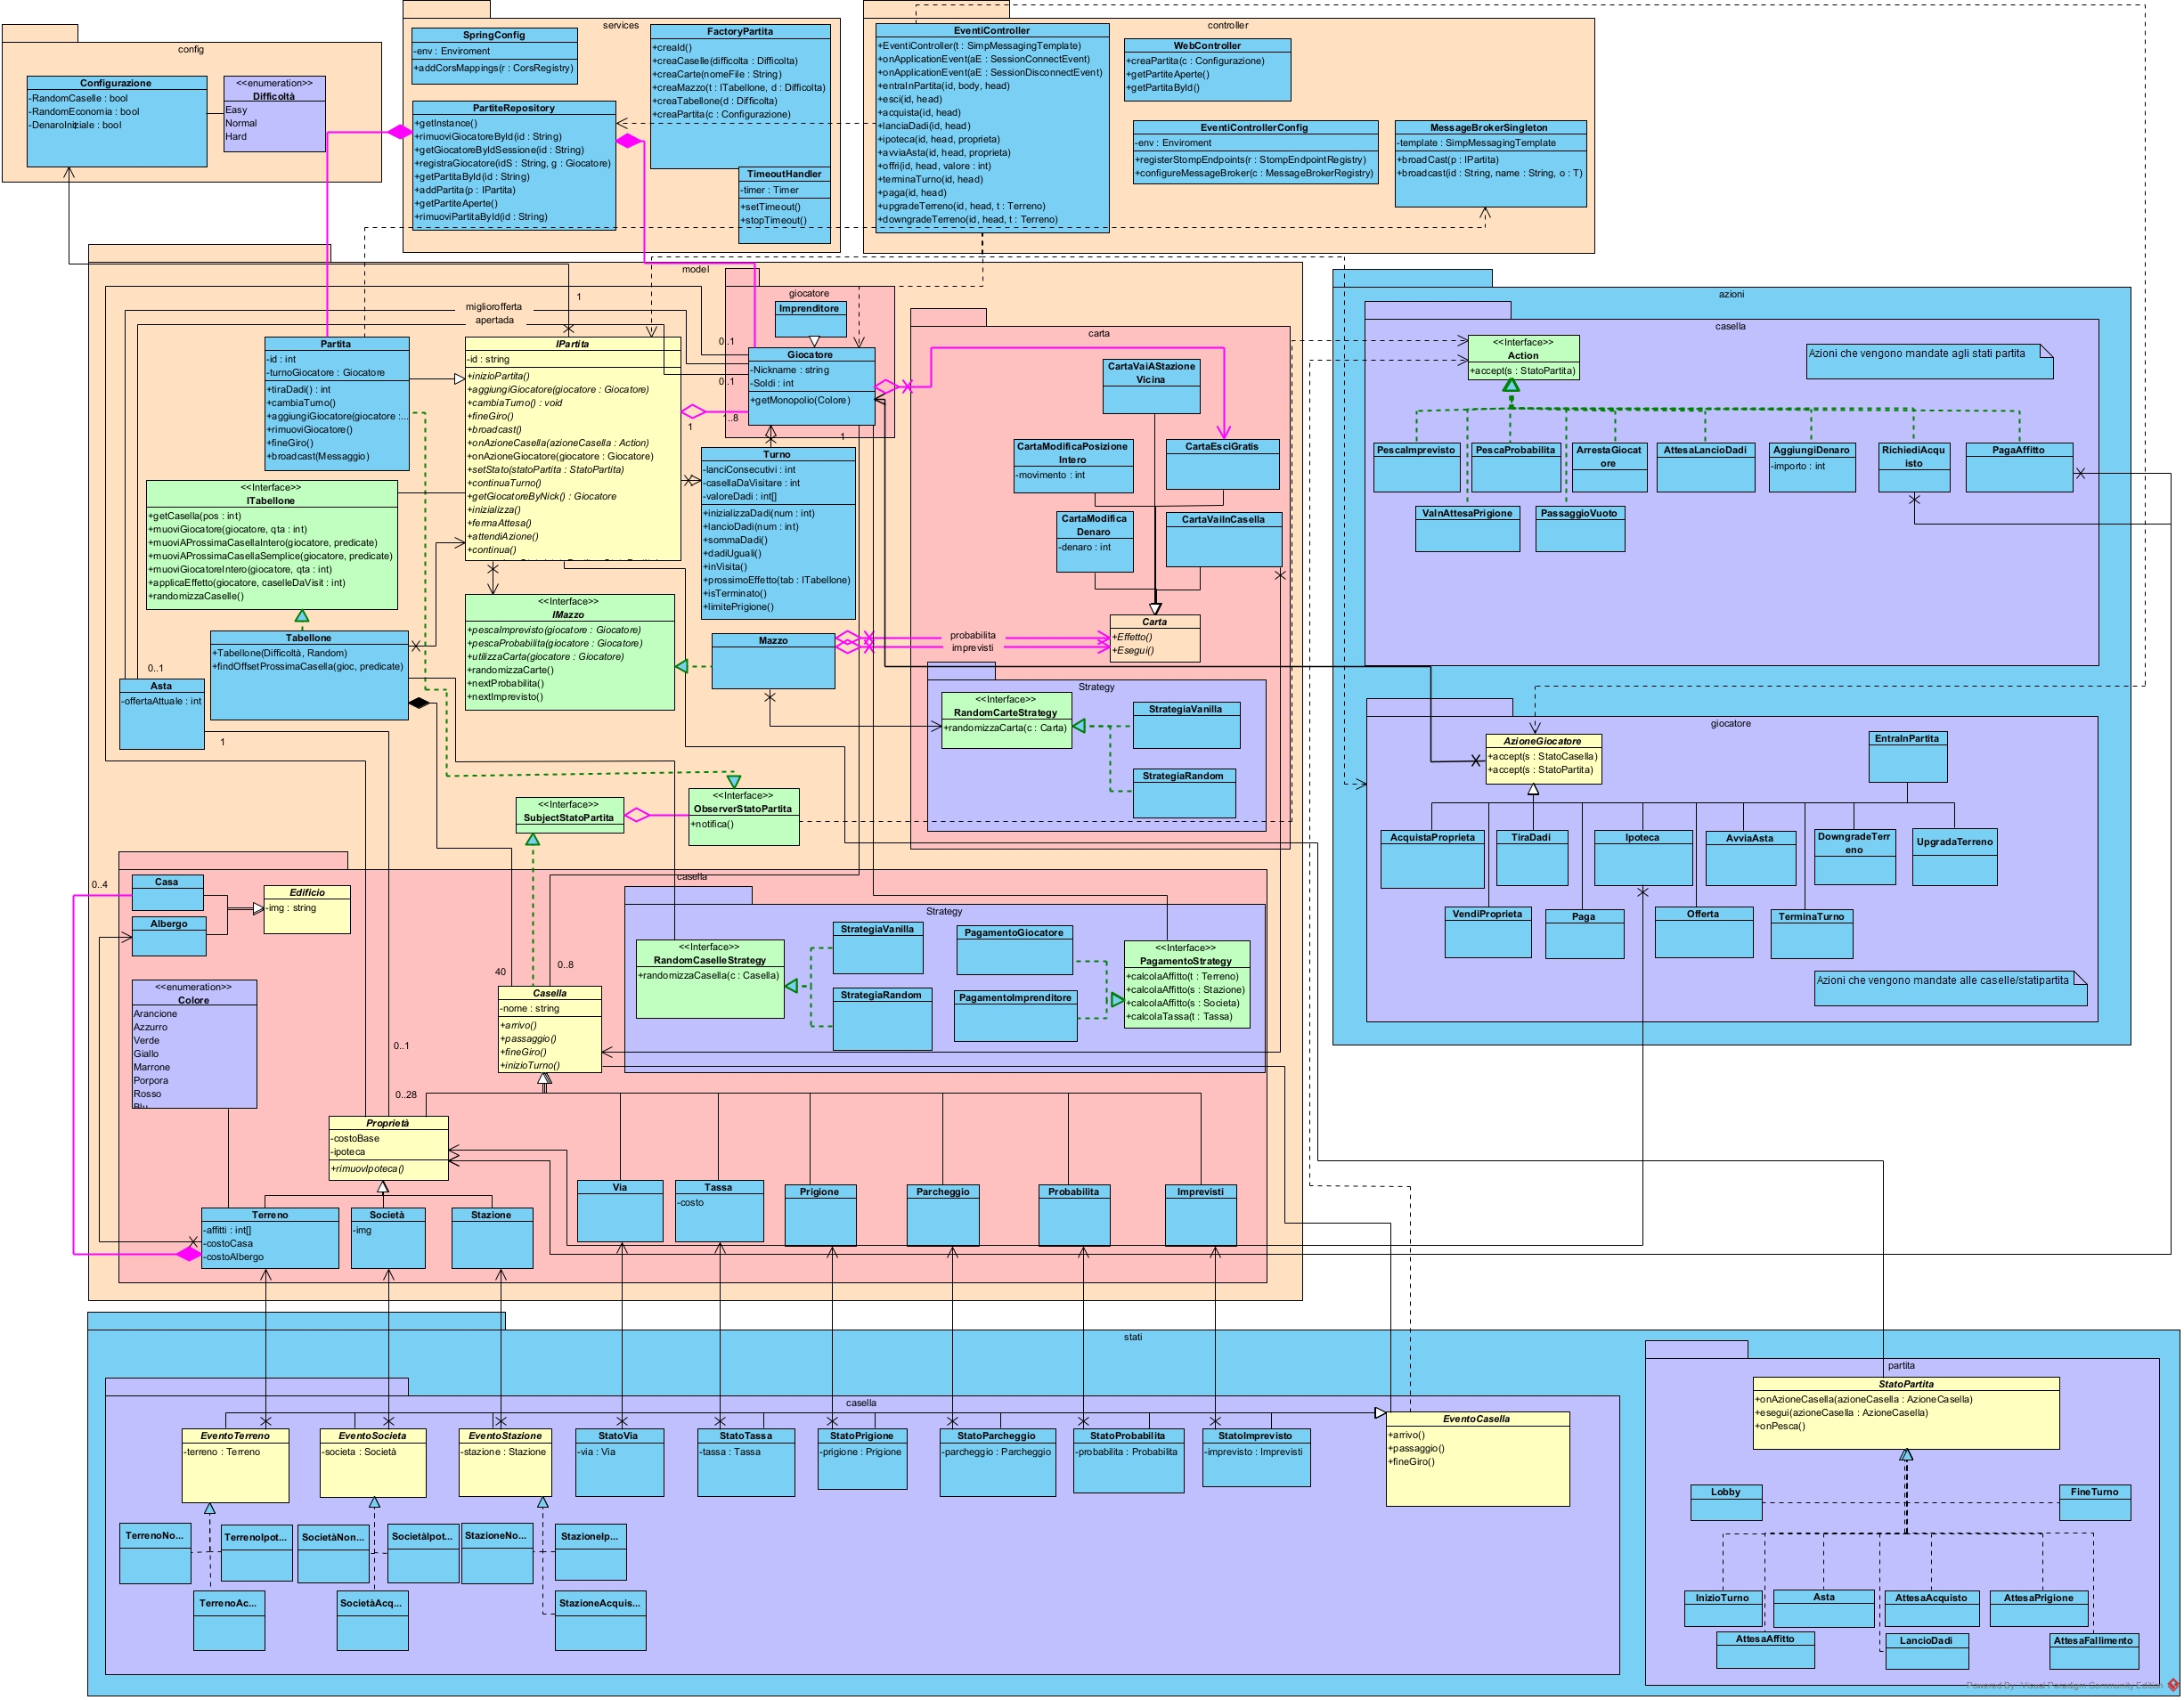 config
Configurazione
-RandomCaselle : bool
-RandomEconomia : bool
<<enumeration>>
Difficoltà
Easy
Normal
Hard
services
SpringConfig
-env : Enviroment
+addCorsMappings(r : CorsRegistry)
PartiteRepository
+getInstance()
+rimuoviGiocatoreById(id : String)
+getGiocatoreByIdSessione(id : String)
+registraGiocatore(idS : String, g : Giocatore)
+getPartitaById(id : String)
+addPartita(p : IPartita)
+getPartiteAperte()
+rimuoviPartitaById(id : String)
FactoryPartita
+creaId()
+creaCaselle(difficolta : Difficolta)
+creaCarte(nomeFile : String)
+creaMazzo(t : ITabellone, d : Difficolta)
+creaTabellone(d : Difficolta)
+creaPartita(c : Configurazione)
TimeoutHandler
-timer : Timer
+setTimeout()
+stopTimeout()
controller
EventiController
+EventiController(t : SimpMessagingTemplate)
+onApplicationEvent(aE : SessionConnectEvent)
+onApplicationEvent(aE : SessionDisconnectEvent)
+entraInPartita(id, body, head)
+esci(id, head)
+acquista(id, head)
+lanciaDadi(id, head)
+ipoteca(id, head, proprieta)
+avviaAsta(id, head, proprieta)
+offri(id, head, valore : int)
+terminaTurno(id, head)
+paga(id, head)
+upgradeTerreno(id, head, t : Terreno)
+downgradeTerreno(id, head, t : Terreno)
WebController
+creaPartita(c : Configurazione)
+getPartiteAperte()
+getPartitaById()
EventiControllerConfig
-env : Enviroment
+registerStompEndpoints(r : StompEndpointRegistry)
+configureMessageBroker(c : MessageBrokerRegistry)
MessageBrokerSingleton
-template : SimpMessagingTemplate
+broadCast(p : IPartita)
+broadcast(id : String, name : String, o : T)
model
1
migliorofferta
apertada
Partita
-id : int
-turnoGiocatore : Giocatore
+tiraDadi() : int
+cambiaTurno()
+aggiungiGiocatore(giocatore :...
+rimuoviGiocatore()
+fineGiro()
+broadcast(Messaggio)
IPartita
-id : string
+inizioPartita()
+aggiungiGiocatore(giocatore : Giocatore)
+cambiaTurno() : void
+fineGiro()
+broadcast()
+onAzioneCasella(azioneCasella : Action)
+onAzioneGiocatore(giocatore : Giocatore)
+setStato(statoPartita : StatoPartita)
+continuaTurno()
+getGiocatoreByNick() : Giocatore
+inizializza()
+fermaAttesa()
+attendiAzione()
+continua()
giocatore
Imprenditore
0..1
Giocatore
-Nickname : string
-Soldi : int
+getMonopolio(Colore)
0..1
1..8
1
1
Turno
-lanciConsecutivi : int
-casellaDaVisitare : int
-valoreDadi : int[]
+inizializzaDadi(num : int)
+lancioDadi(num : int)
+sommaDadi()
+dadiUguali()
+inVisita()
+prossimoEffetto(tab : ITabellone)
+isTerminato()
+limitePrigione()
<<Interface>>
ITabellone
+getCasella(pos : int)
+muoviGiocatore(giocatore, qta : int)
+muoviAProssimaCasellaIntero(giocatore, predicate)
+muoviAProssimaCasellaSemplice(giocatore, predicate)
+muoviGiocatoreIntero(giocatore, qta : int)
+applicaEffetto(giocatore, caselleDaVisit : int)
+randomizzaCaselle()
Tabellone
+Tabellone(Difficoltà, Random)
+findOffsetProssimaCasella(gioc, predicate)
0..1
Asta
-offertaAttuale : int
1
<<Interface>>
IMazzo
+pescaImprevisto(giocatore : Giocatore)
+pescaProbabilita(giocatore : Giocatore)
+utilizzaCarta(giocatore : Giocatore)
+randomizzaCarte()
+nextProbabilita()
+nextImprevisto()
Mazzo
probabilita
imprevisti
carta
CartaVaiAStazione
Vicina
CartaModificaPosizione
Intero
-movimento : int
CartaEsciGratis
CartaModifica
Denaro
-denaro : int
CartaVaiInCasella
Carta
+Effetto()
+Esegui()
Strategy
<<Interface>>
RandomCarteStrategy
+randomizzaCarta(c : Carta)
StrategiaVanilla
StrategiaRandom
<<Interface>>
SubjectStatoPartita
<<Interface>>
ObserverStatoPartita
+notifica()
casella
0..4
Casa
Albergo
Edificio
-img : string
<<enumeration>>
Colore
Arancione
Azzurro
Verde
Giallo
Marrone
Porpora
Rosso
Blu
Strategy
<<Interface>>
RandomCaselleStrategy
+randomizzaCasella(c : Casella)
StrategiaVanilla
StrategiaRandom
PagamentoGiocatore
PagamentoImprenditore
<<Interface>>
PagamentoStrategy
+calcolaAffitto(t : Terreno)
+calcolaAffitto(s : Stazione)
+calcolaAffitto(s : Societa)
+calcolaTassa(t : Tassa)
40
0..8
Casella
-nome : string
+arrivo()
+passaggio()
+fineGiro()
+inizioTurno()
0..1
0..28
Proprietà
-costoBase
-ipoteca
+rimuovIpoteca()
Terreno
-affitti : int[]
-costoCasa
-costoAlbergo
Società
-img
Stazione
Via
Tassa
-costo
Prigione
Parcheggio
Probabilita
Imprevisti
azioni
casella
<<Interface>>
Action
+accept(s : StatoPartita)
Azioni che vengono mandate agli stati partita
PescaImprevisto
PescaProbabilita
ArrestaGiocat
ore
AttesaLancioDadi
AggiungiDenaro
-importo : int
RichiediAcqu
isto
PagaAffitto
VaInAttesaPrigione
PassaggioVuoto
giocatore
AzioneGiocatore
+accept(s : StatoCasella)
+accept(s : StatoPartita)
EntraInPartita
AcquistaProprieta
TiraDadi
Ipoteca
AvviaAsta
DowngradeTerr
eno
UpgradaTerreno
VendiProprieta
Paga
Offerta
TerminaTurno
Azioni che vengono mandate alle caselle/statipartita
stati
casella
EventoTerreno
-terreno : Terreno
EventoSocieta
-societa : Società
EventoStazione
-stazione : Stazione
StatoVia
-via : Via
StatoTassa
-tassa : Tassa
StatoPrigione
-prigione : Prigione
StatoParcheggio
-parcheggio : Parcheggio
StatoProbabilita
-probabilita : Probabilita
StatoImprevisto
-imprevisto : Imprevisti
EventoCasella
+arrivo()
+passaggio()
+fineGiro()
TerrenoNo...
TerrenoIpot...
SocietàNon...
SocietàIpot...
StazioneNo...
StazioneIp...
TerrenoAc...
SocietàAcq...
StazioneAcquis...
partita
StatoPartita
+onAzioneCasella(azioneCasella : AzioneCasella)
+esegui(azioneCasella : AzioneCasella)
+onPesca()
Lobby
FineTurno
InizioTurno
Asta
AttesaAcquisto
AttesaPrigione
AttesaAffitto
LancioDadi
AttesaFallimento
Powered By Visual Paradigm Community Edition